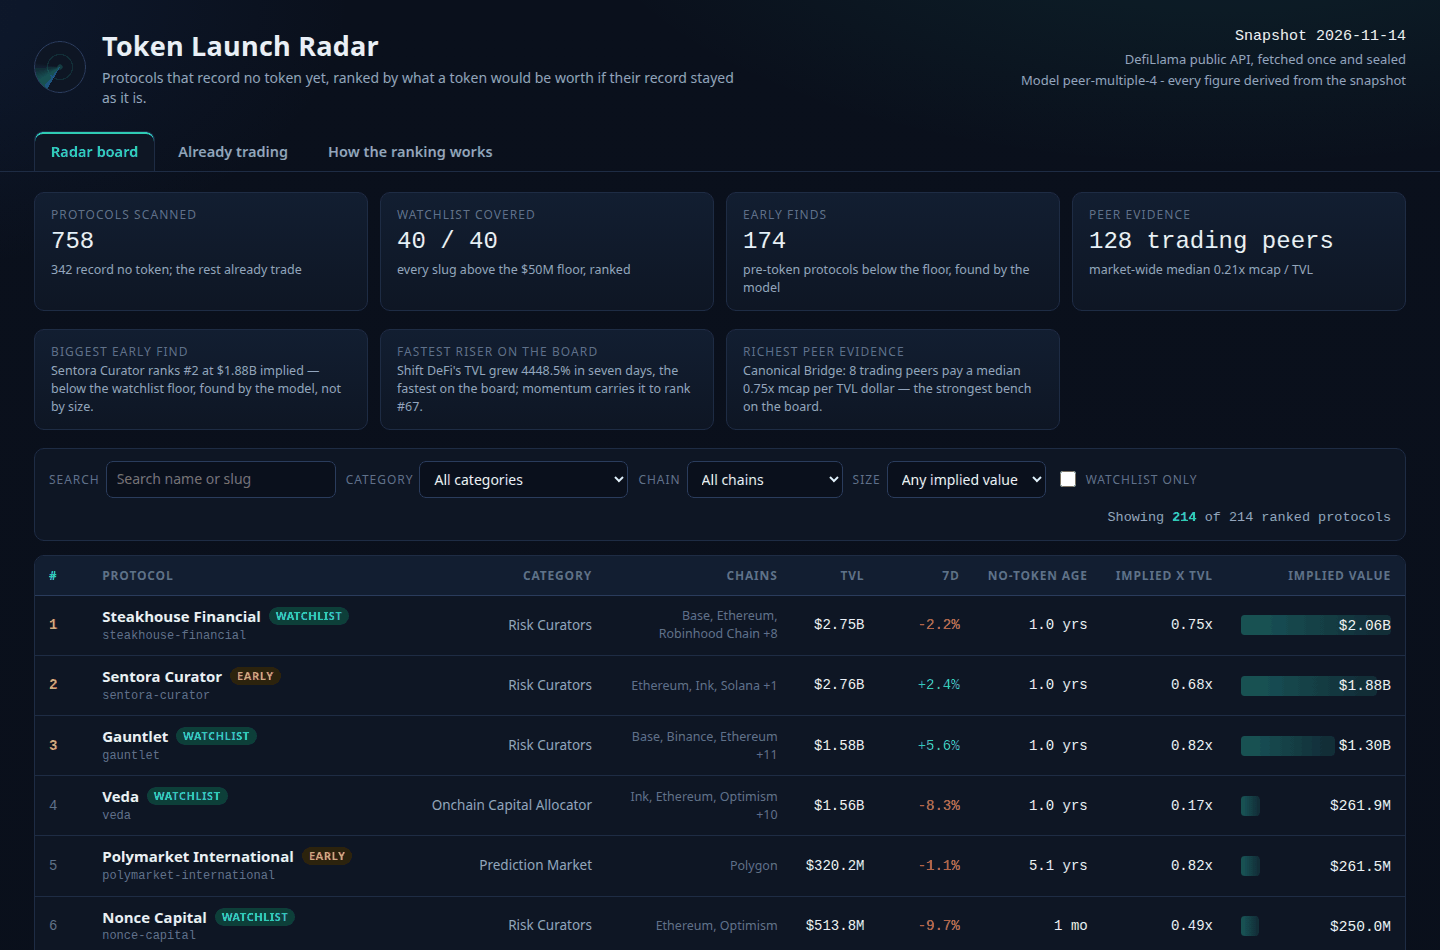 Token Launch Radar
Protocols that record no token yet, ranked by what a token would be worth if their record stayed
as it is.
Snapshot 2026-11-14
DefiLlama public API, fetched once and sealed
Model peer-multiple-4 - every figure derived from the snapshot
Radar board
Already trading
How the ranking works
PROTOCOLS SCANNED
758
342 record no token; the rest already trade
WATCHLIST COVERED
40 / 40
every slug above the $50M floor, ranked
EARLY FINDS
174
pre-token protocols below the floor, found by the
model
PEER EVIDENCE
128 trading peers
market-wide median 0.21x mcap / TVL
BIGGEST EARLY FIND
Sentora Curator ranks #2 at $1.88B implied —
below the watchlist floor, found by the model, not
by size.
FASTEST RISER ON THE BOARD
Shift DeFi's TVL grew 4448.5% in seven days, the
fastest on the board; momentum carries it to rank
#67.
RICHEST PEER EVIDENCE
Canonical Bridge: 8 trading peers pay a median
0.75x mcap per TVL dollar — the strongest bench
on the board.
SEARCH Search name or slug CATEGORY All categories CHAIN All chains SIZE Any implied value WATCHLIST ONLY
Showing 214 of 214 ranked protocols
# PROTOCOL CATEGORY CHAINS TVL 7D NO-TOKEN AGE IMPLIED X TVL IMPLIED VALUE
1 Steakhouse Financial WATCHLIST
steakhouse-financial
Risk Curators
Base, Ethereum,
Robinhood Chain +8
$2.75B -2.2% 1.0 yrs 0.75x $2.06B
2 Sentora Curator EARLY
sentora-curator
Risk Curators
Ethereum, Ink, Solana +1
$2.76B +2.4% 1.0 yrs 0.68x $1.88B
3 Gauntlet WATCHLIST
gauntlet
Risk Curators
Base, Binance, Ethereum
+11
$1.58B +5.6% 1.0 yrs 0.82x $1.30B
4 Veda WATCHLIST
veda
Onchain Capital Allocator
Ink, Ethereum, Optimism
+10
$1.56B -8.3% 1.0 yrs 0.17x $261.9M
5 Polymarket International EARLY
polymarket-international
Prediction Market
Polygon
$320.2M -1.1% 5.1 yrs 0.82x $261.5M
6 Nonce Capital WATCHLIST
nonce-capital
Risk Curators
Ethereum, Optimism
$513.8M -9.7% 1 mo 0.49x $250.0M